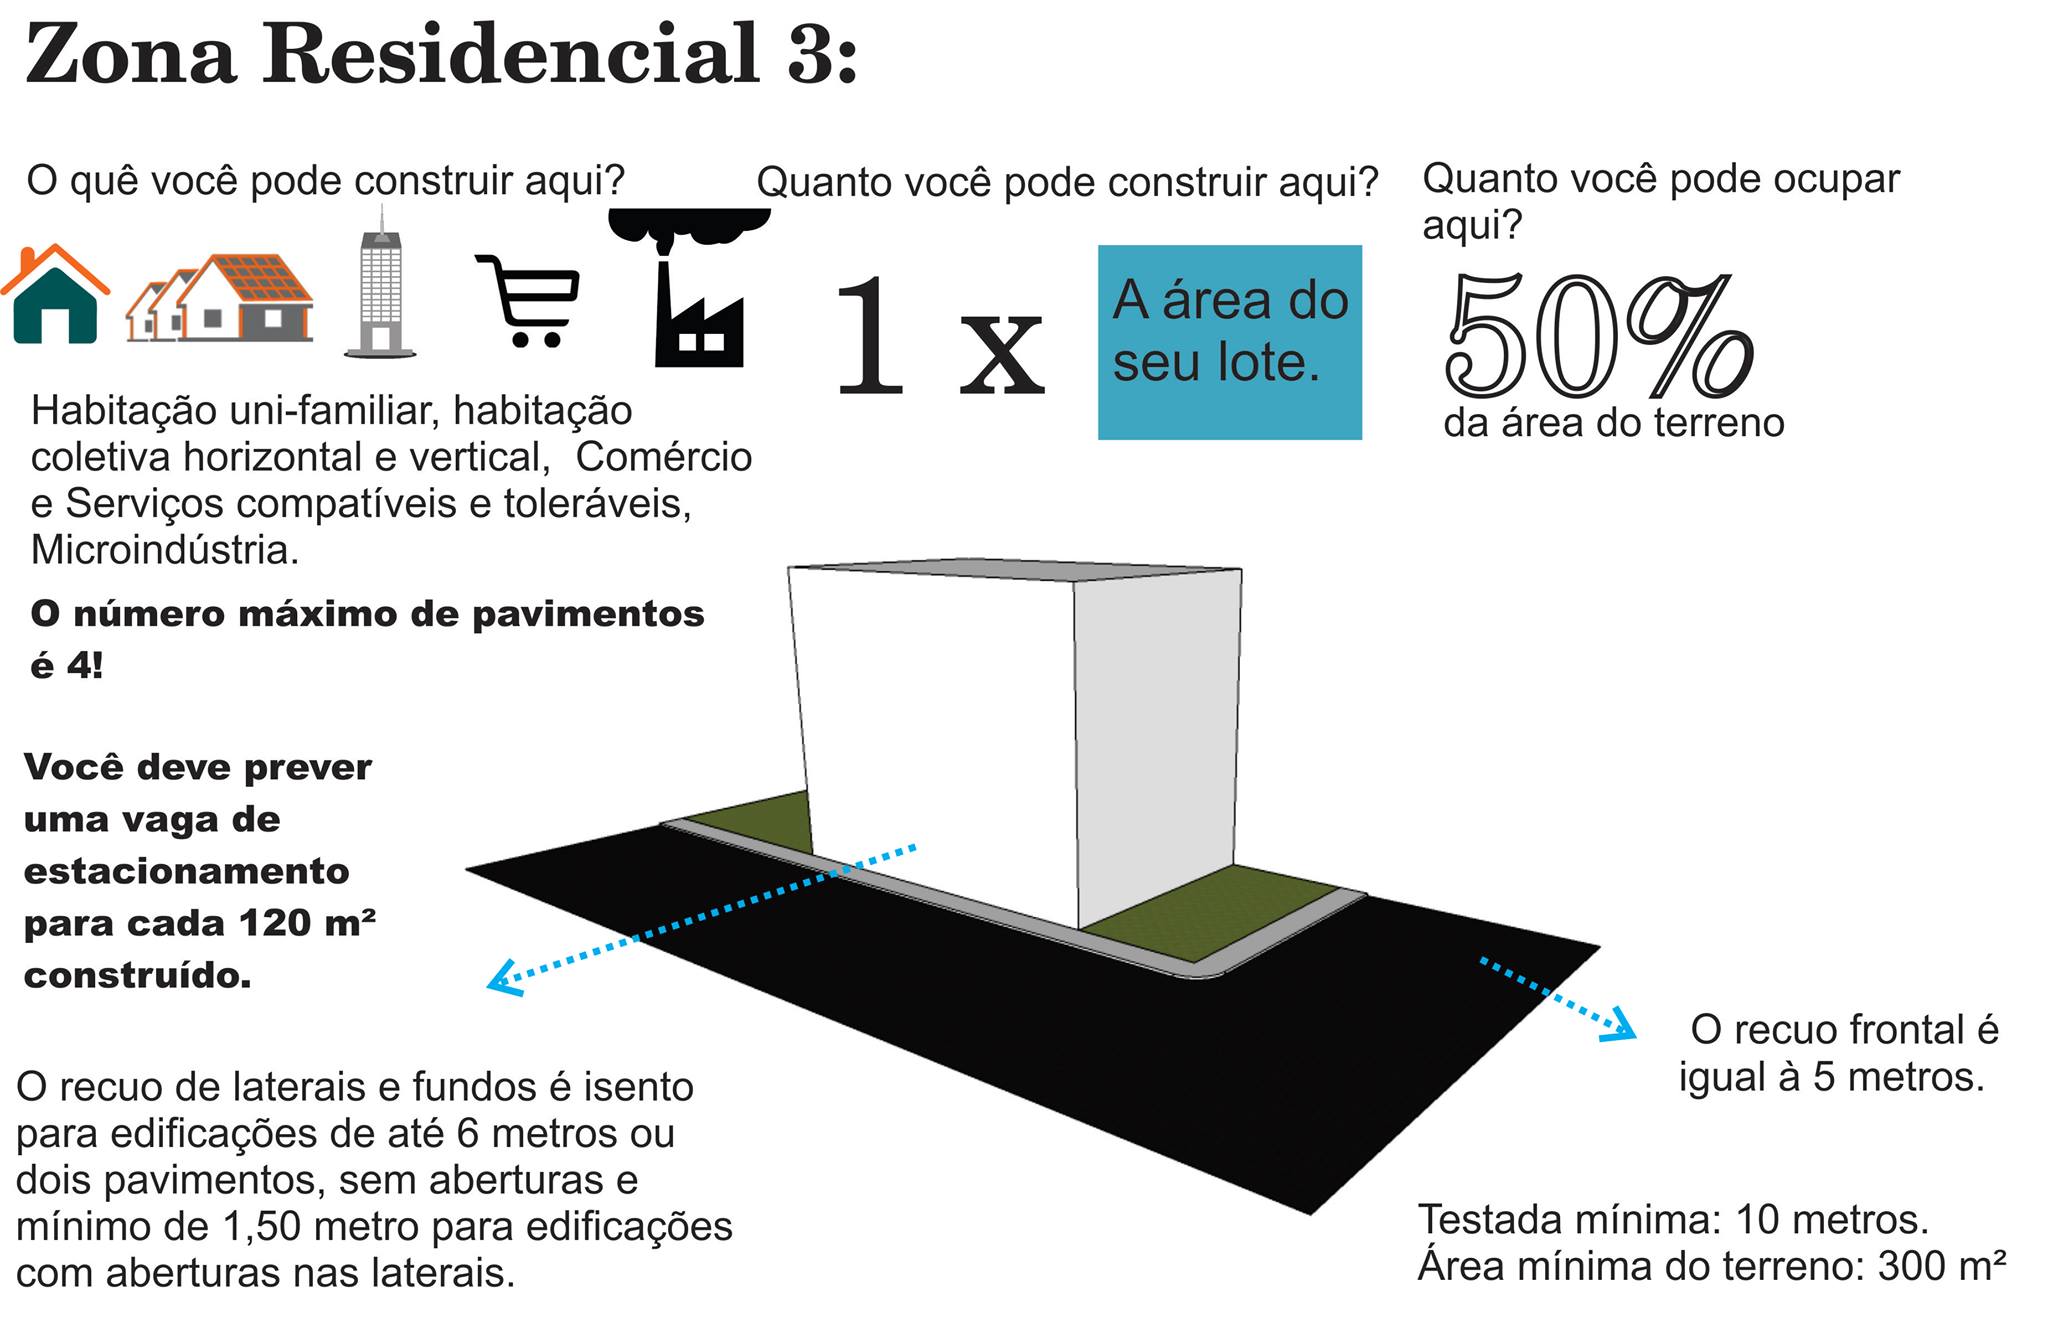 Zona Residencial 3:
O quê você pode construir aqui?
Habitação uni-familiar, habitação
coletiva horizontal e vertical, Comércio
e Serviços compatíveis e toleráveis,
Microindústria.
O número máximo de pavimentos
é 4!
Você deve prever
uma vaga de
estacionamento
para cada 120 m²
construído.
O recuo de laterais e fundos é isento
para edificações de até 6 metros ou
dois pavimentos, sem aberturas e
mínimo de 1,50 metro para edificações
com aberturas nas laterais.
Quanto você pode construir aqui?
1 x
A área do
seu lote.
Quanto você pode ocupar
aqui?
50%
da área do terreno
O recuo frontal é
igual à 5 metros.
Testada mínima: 10 metros.
Área mínima do terreno: 300 m²